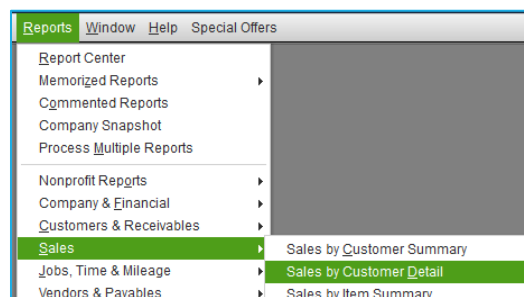 Reports Window Help Special Offers
Report Center
Memorized Reports
Commented Reports
Company Snapshot
Process Multiple Reports
Nonprofit Reports
Company & Financial
Customers & Receivables
Sales
Sales by Customer Summary
Jobs, Time & Mileage
Sales by Customer Detail
Vendors & Payables
Sales by Item Summary